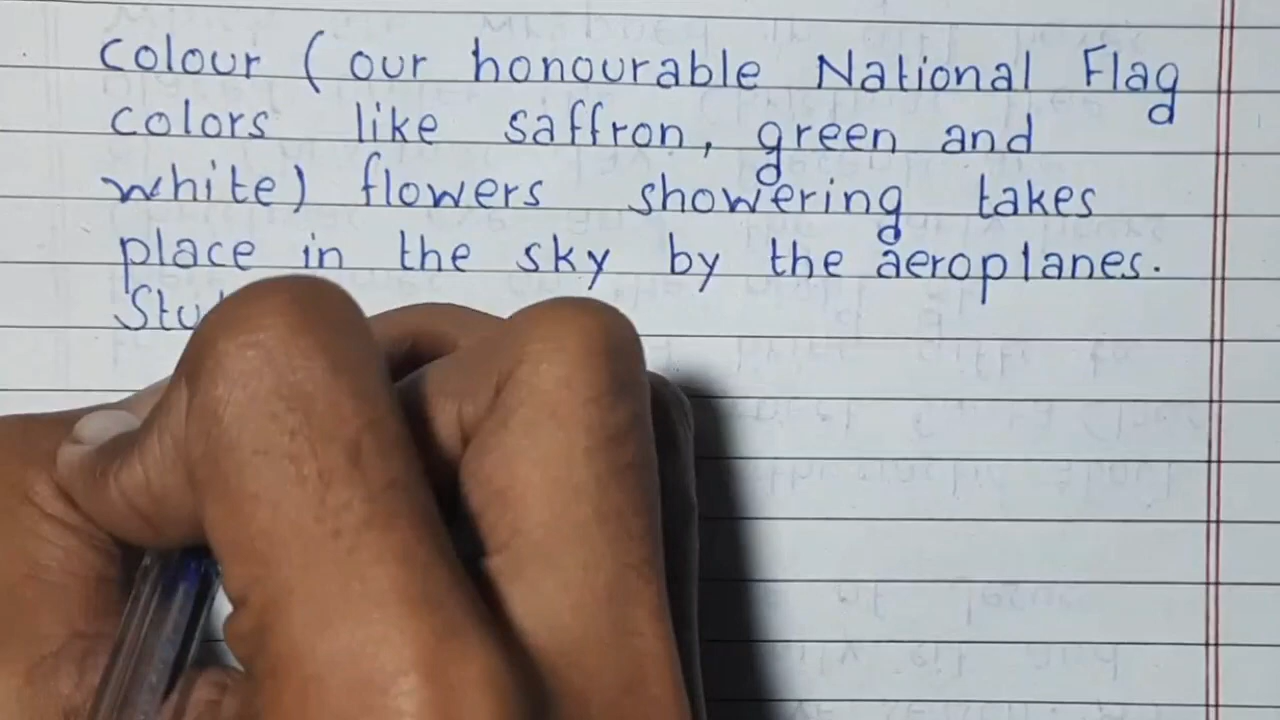 colour (our honourable National Flag
colors like saffron, green and
white) flowers showering takes
place in the sky by the aeroplanes.